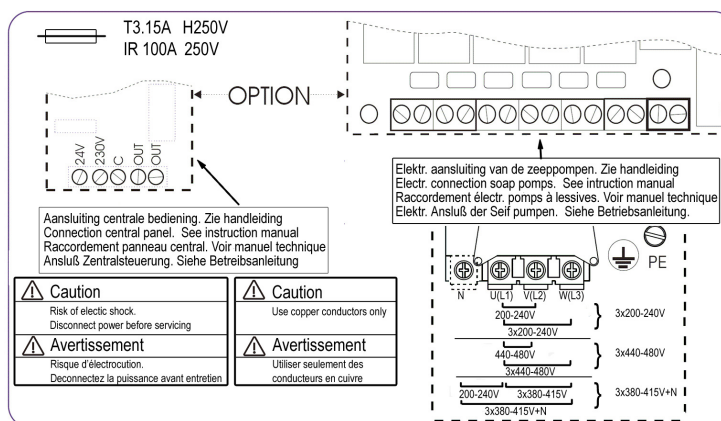 T3.15A H250V
IR 100A 250V
OPTION
24V
230V
C
OUT
OUT
Aansluiting centrale bediening. Zie handleiding
Connection central panel. See instruction manual
Raccordement panneau central. Voir manuel technique
Ansluß Zentralsteuerung. Siehe Betreibsanleitung
Elektr. aansluiting van de zeeppompen. Zie handleiding
Electr. connection soap pomps. See intruction manual
Raccordement électr. pomps à lessives. Voir manuel technique
Elektr. Ansluß der Seif pumpen. Siehe Betriebsanleitung.
PE
N U(L1) V(L2) W(L3)
200-240V
3x200-240V
3x200-240V
440-480V
3x440-480V
3x440-480V
200-240V 3x380-415V
3x380-415V+N
3x380-415V+N
Caution
Risk of electic shock.
Disconnect power before servicing
Avertissement
Risque d'électrocution.
Deconnectez la puissance avant entretien
Caution
Use copper conductors only
Avertissement
Utiliser seulement des
conducteurs en cuivre